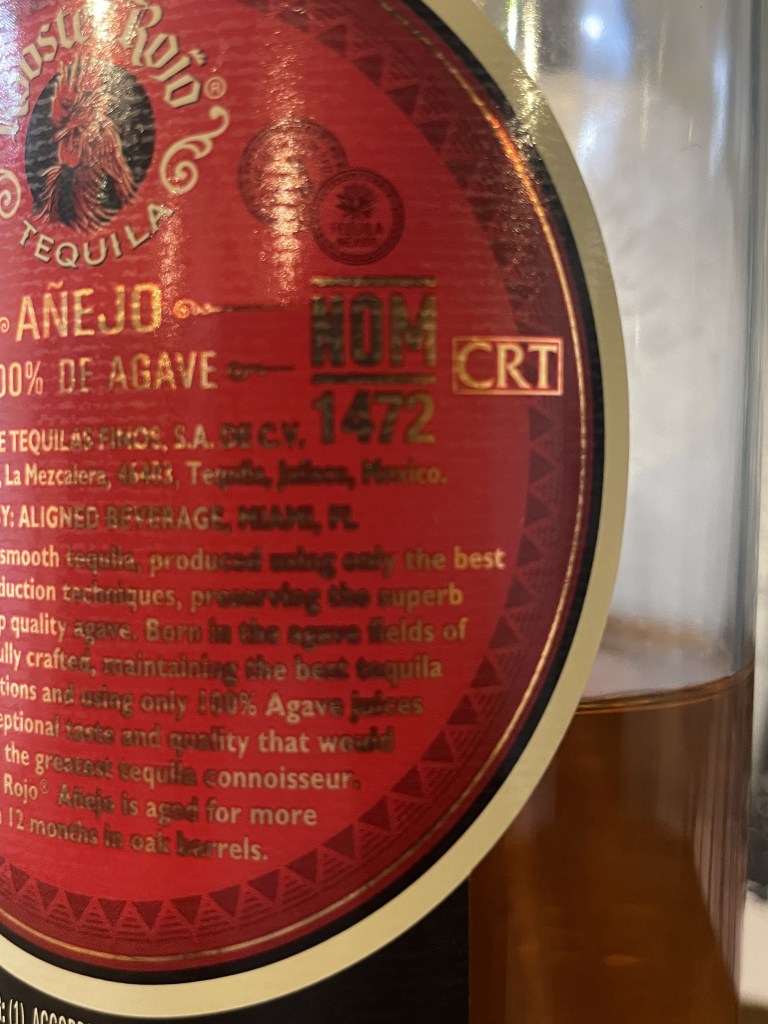 Rooster Rojo®
TEQUILA
TEQUILA
AÑEJO
NOM
CRT
00% DE AGAVE
1472
E TEQUILAS FINOS, S.A. DE C.V.
, La Mezcalera, 46403, Tequila, Jalisco, Mexico.
Y: ALIGNED BEVERAGE, MIAMI, FL
smooth tequila, produced using only the best
duction techniques, preserving the superb
p quality agave. Born in the agave fields of
ully crafted, maintaining the best tequila
tions and using only 100% Agave juices
eptional taste and quality that would
the greatest tequila connoisseur.
Rojo® Añejo is aged for more
12 months in oak barrels.
(1)